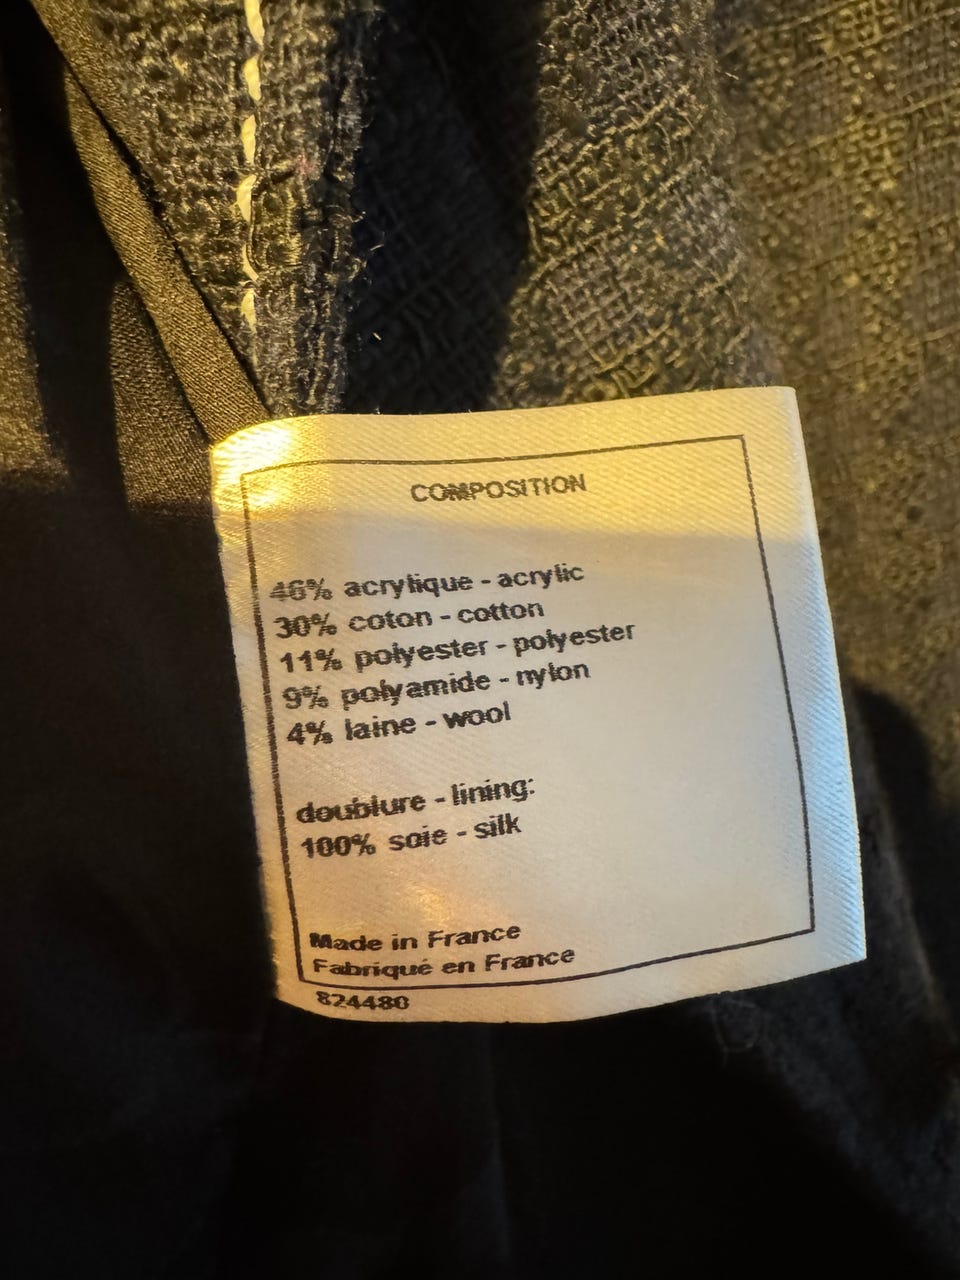 COMPOSITION
46% acrylique - acrylic
30% coton - cotton
11% polyester - polyester
9% polyamide - nylon
4% laine - wool
doublure - lining:
100% soie - silk
Made in France
Fabriqué en France
824480